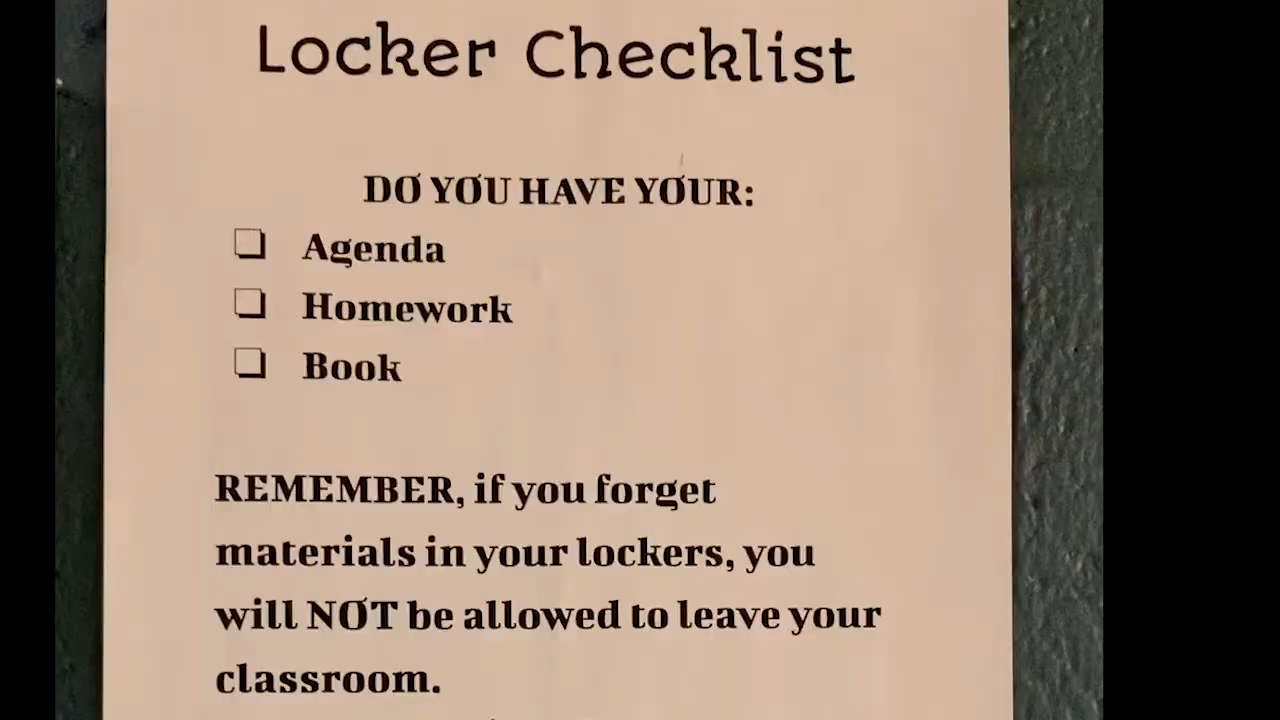 Locker Checklist
DO YOU HAVE YOUR:
❏ Agenda
❏ Homework
❏ Book
REMEMBER, if you forget
materials in your lockers, you
will NOT be allowed to leave your
classroom.